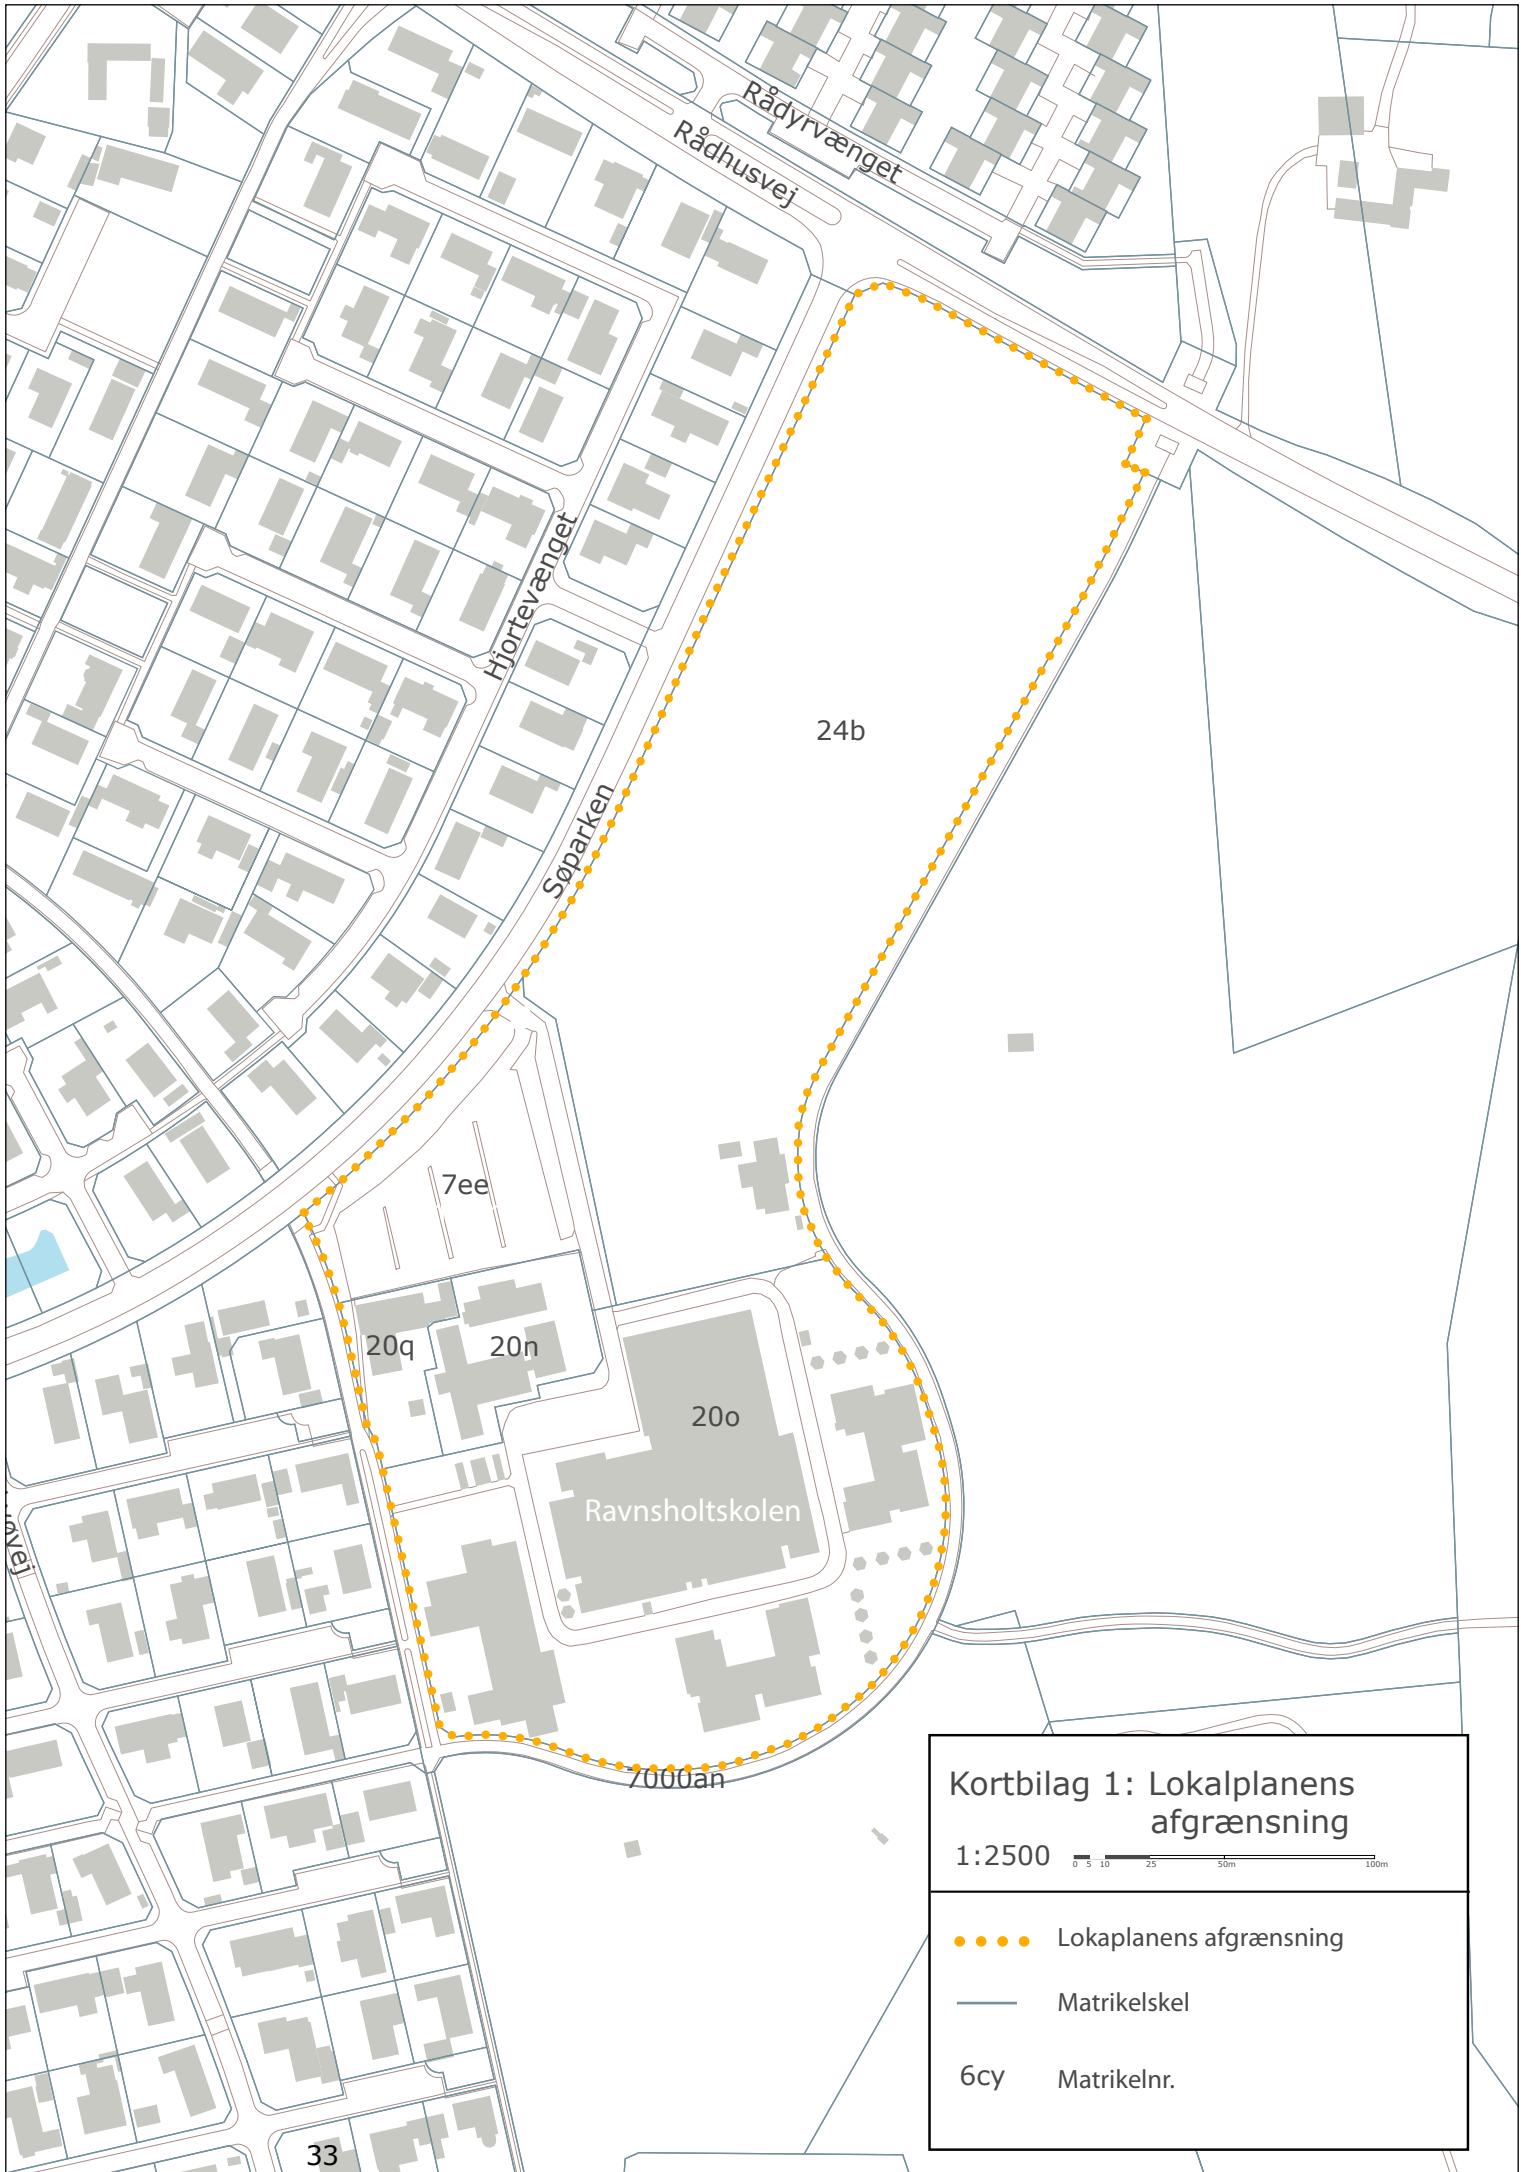 Rådyrvænget
Rådhusvej
Hjortevænget
24b
Søparken
7ee
20q
20n
20o
Ravnsholtskolen
7000an
Kortbilag 1: Lokalplanens
afgrænsning
1:2500
0 5 10 25 50m 100m
Lokaplanens afgrænsning
Matrikelskel
6cy Matrikelnr.
33